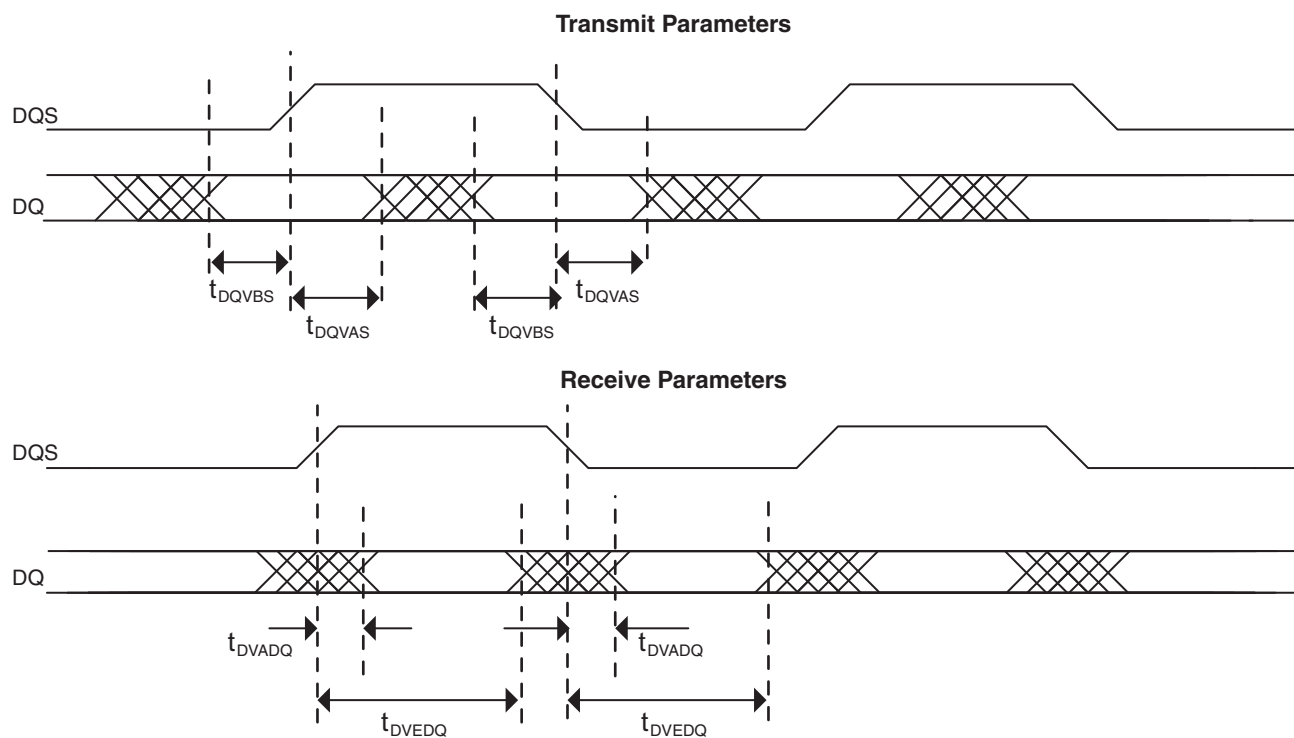 Transmit Parameters
DQS
DQ
tDQVBS
tDQVAS
tDQVAS
tDQVBS
Receive Parameters
DQS
DQ
tDVADQ
tDVADQ
tDVEDQ
tDVEDQ